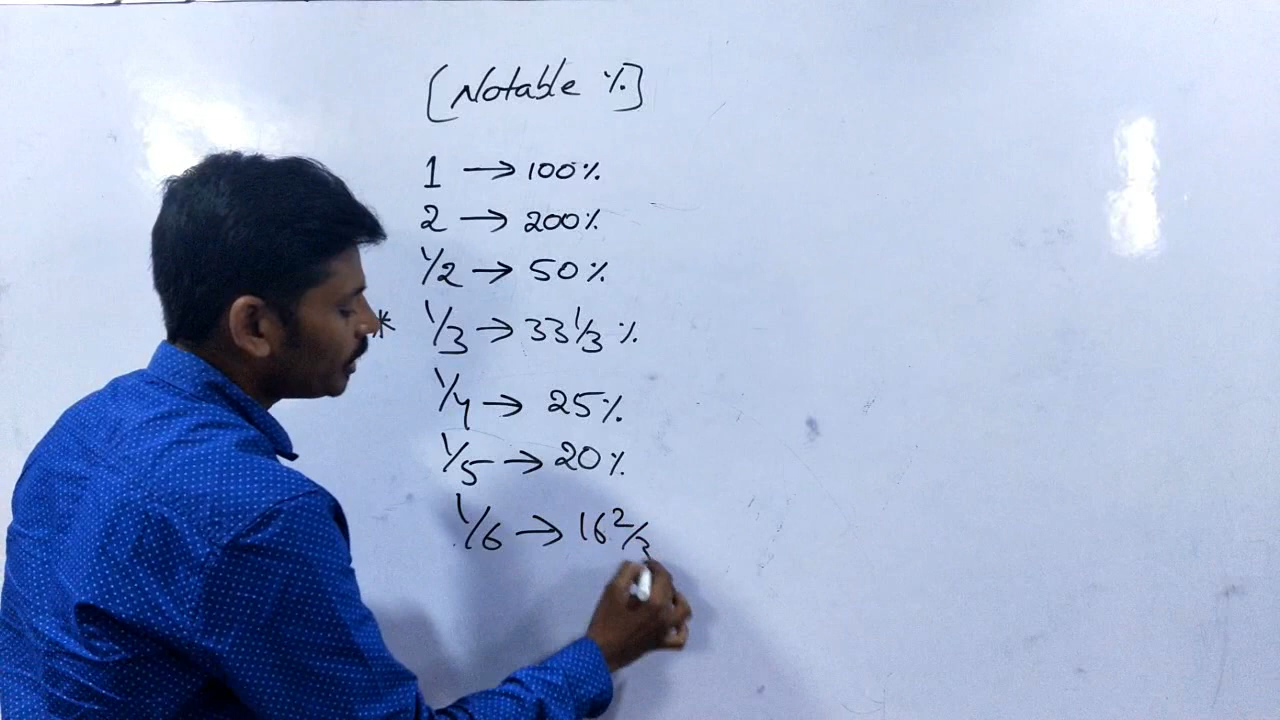 [Notable %]
1 → 100%
2 → 200%
1/2 → 50%
* 1/3 → 33 1/3 %
1/4 → 25%
1/5 → 20%
1/6 → 16 2/3